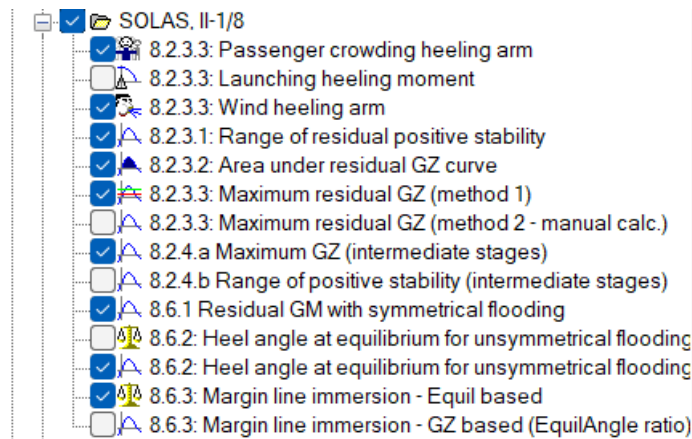 SOLAS, II-1/8
8.2.3.3: Passenger crowding heeling arm
8.2.3.3: Launching heeling moment
8.2.3.3: Wind heeling arm
8.2.3.1: Range of residual positive stability
8.2.3.2: Area under residual GZ curve
8.2.3.3: Maximum residual GZ (method 1)
8.2.3.3: Maximum residual GZ (method 2 - manual calc.)
8.2.4.a Maximum GZ (intermediate stages)
8.2.4.b Range of positive stability (intermediate stages)
8.6.1 Residual GM with symmetrical flooding
8.6.2: Heel angle at equilibrium for unsymmetrical flooding
8.6.2: Heel angle at equilibrium for unsymmetrical flooding
8.6.3: Margin line immersion - Equil based
8.6.3: Margin line immersion - GZ based (EquilAngle ratio)